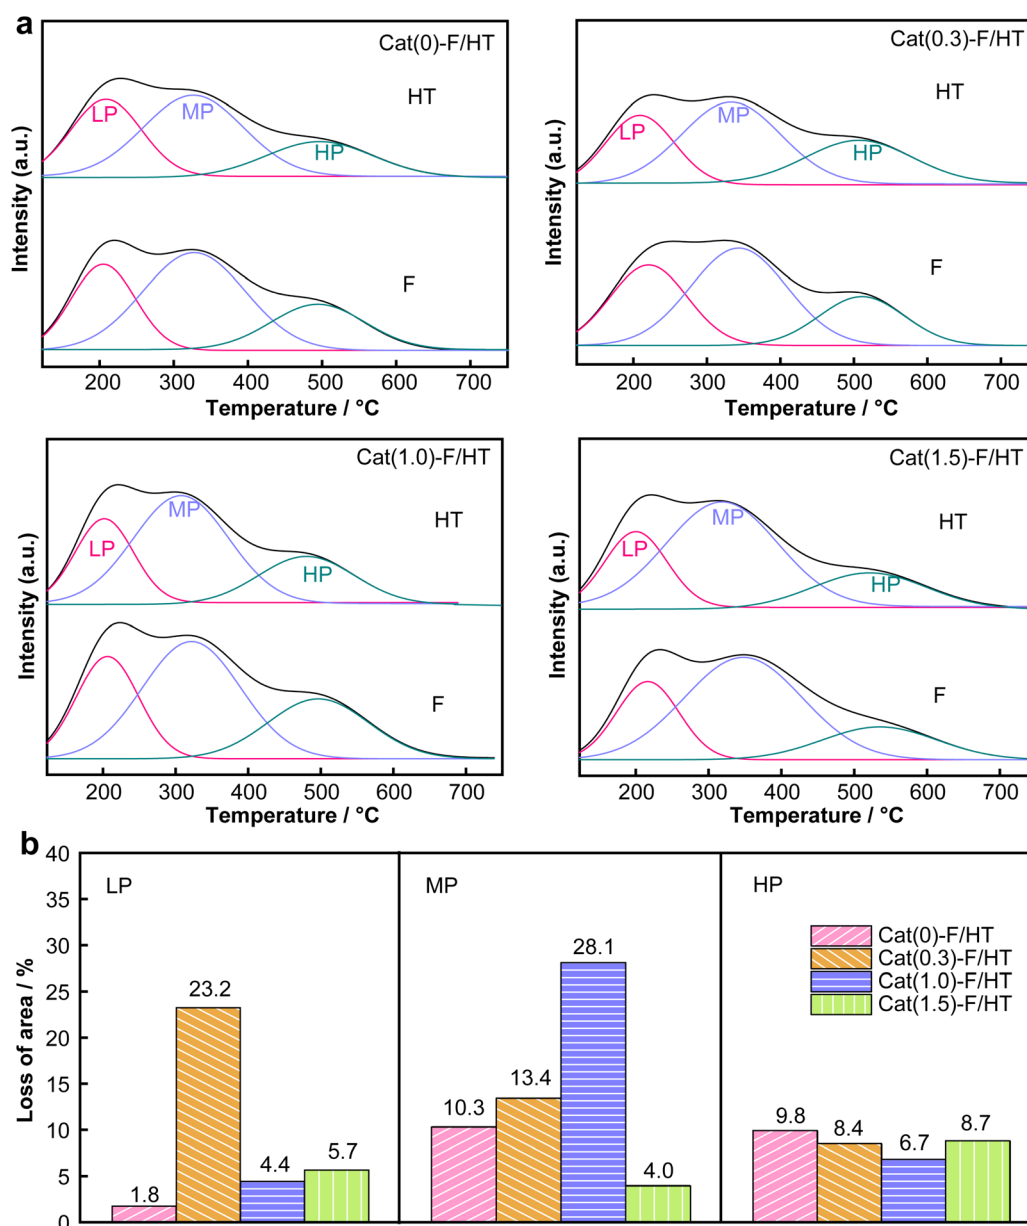 a
Cat(0)-F/HT
HT
LP
MP
HP
F
Intensity (a.u.)
200 300 400 500 600 700
Temperature / °C
Cat(0.3)-F/HT
HT
LP
MP
HP
F
Intensity (a.u.)
200 300 400 500 600 700
Temperature / °C
Cat(1.0)-F/HT
HT
LP
MP
HP
F
Intensity (a.u.)
200 300 400 500 600 700
Temperature / °C
Cat(1.5)-F/HT
HT
LP
MP
HP
F
Intensity (a.u.)
200 300 400 500 600 700
Temperature / °C
b
Loss of area / %
40
35
30
25
20
15
10
5
0
LP
1.8
23.2
4.4
5.7
MP
10.3
13.4
28.1
4.0
HP
Cat(0)-F/HT
Cat(0.3)-F/HT
Cat(1.0)-F/HT
Cat(1.5)-F/HT
9.8
8.4
6.7
8.7